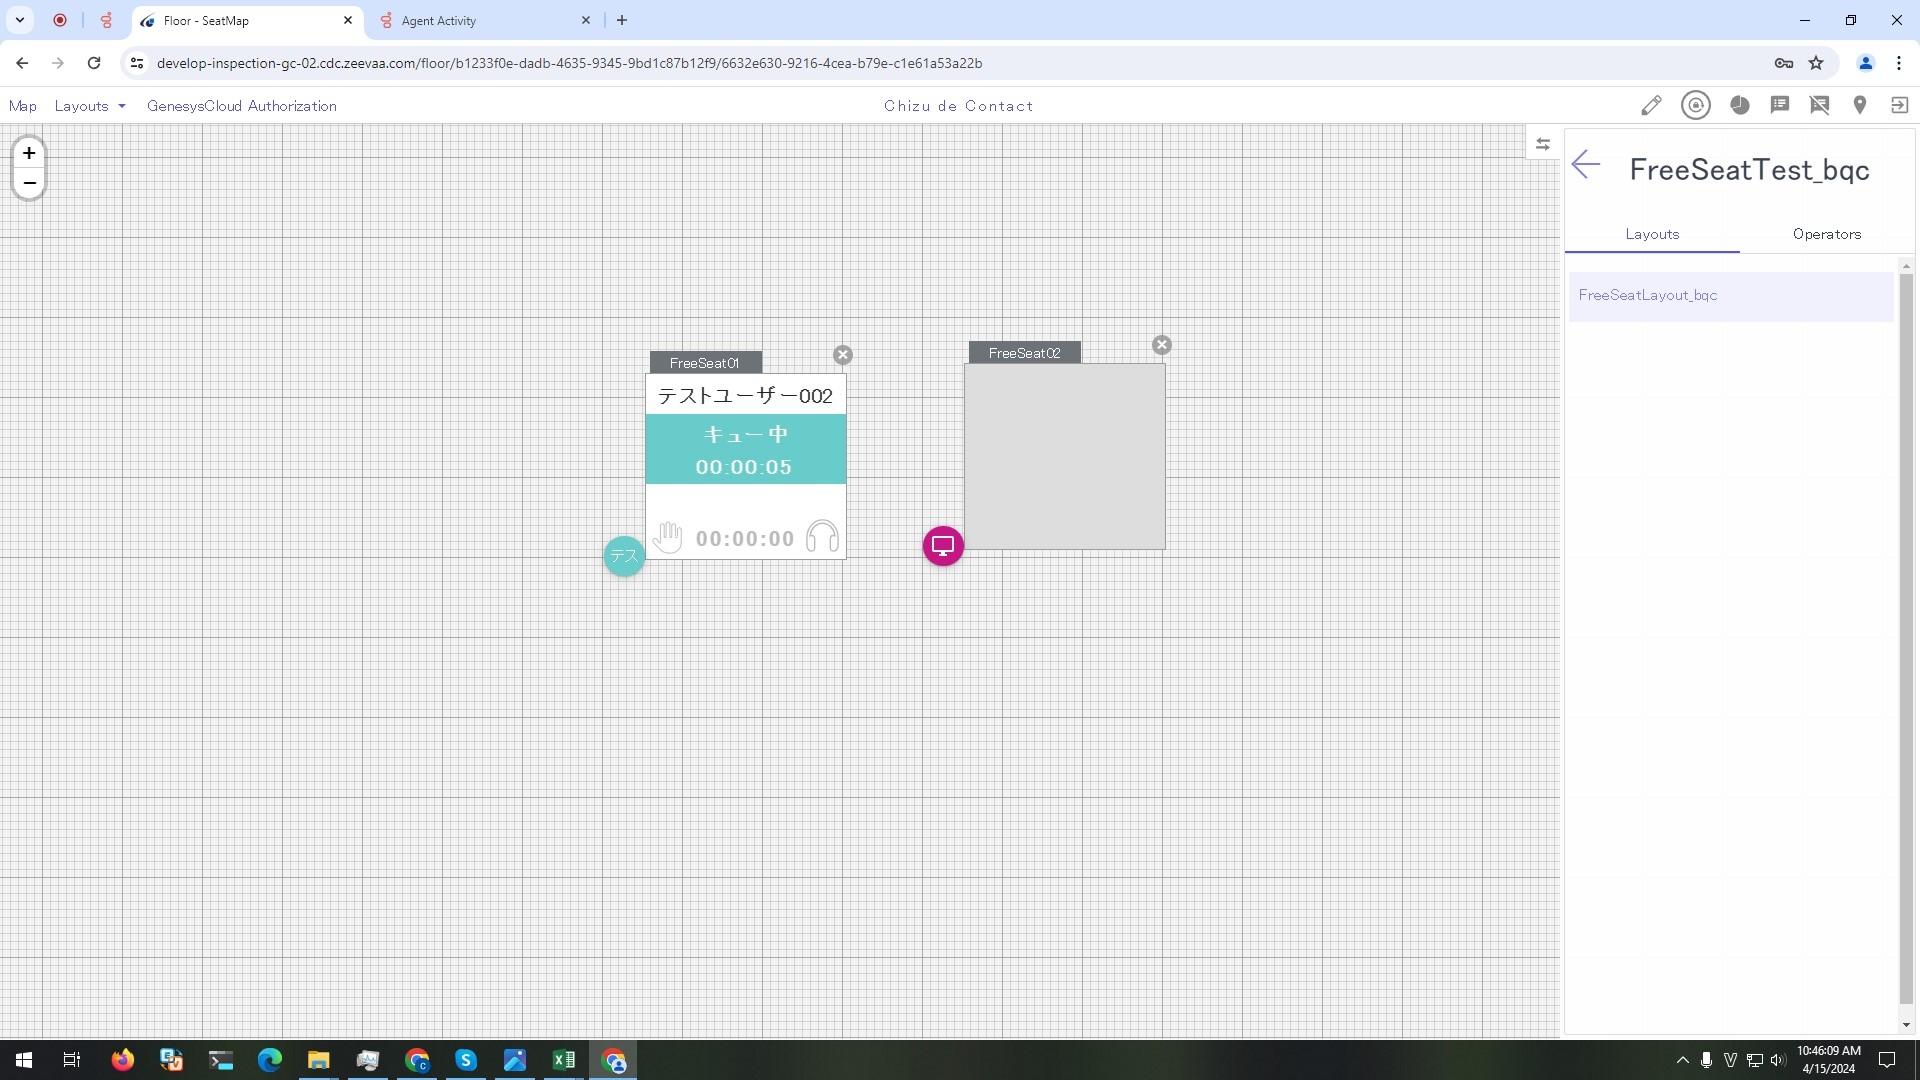 Floor - SeatMap
Agent Activity
develop-inspection-gc-02.cdc.zeevaa.com/floor/b1233f0e-dadb-4635-9345-9bd1c87b12f9/6632e630-9216-4cea-b79e-c1e61a53a22b
Map Layouts GenesysCloud Authorization Chizu de Contact
+
−
FreeSeatTest_bqc
Layouts Operators
FreeSeatLayout_bqc
FreeSeat01
テストユーザー002
キュー中
00:00:05
00:00:00
テス
FreeSeat02
10:46:09 AM
4/15/2024